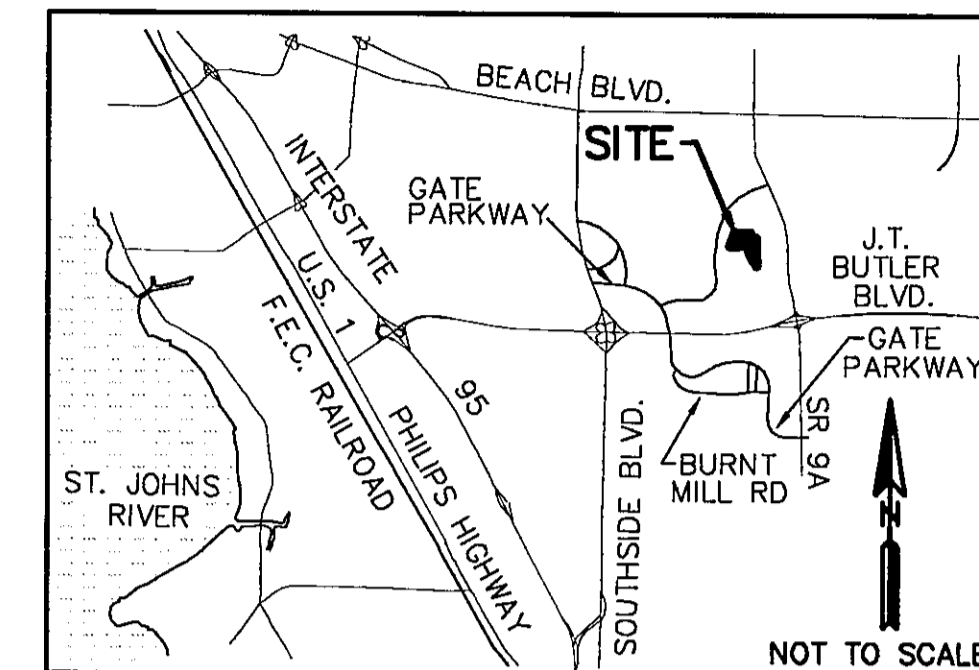 BEACH BLVD.
SITE
GATE
PARKWAY
INTERSTATE
95
U.S. 1
F.E.C. RAILROAD
PHILIPS HIGHWAY
J.T.
BUTLER
BLVD.
GATE
PARKWAY
SR 9A
SOUTHSIDE BLVD.
BURNT
MILL RD
ST. JOHNS
RIVER
N
NOT TO SCALE